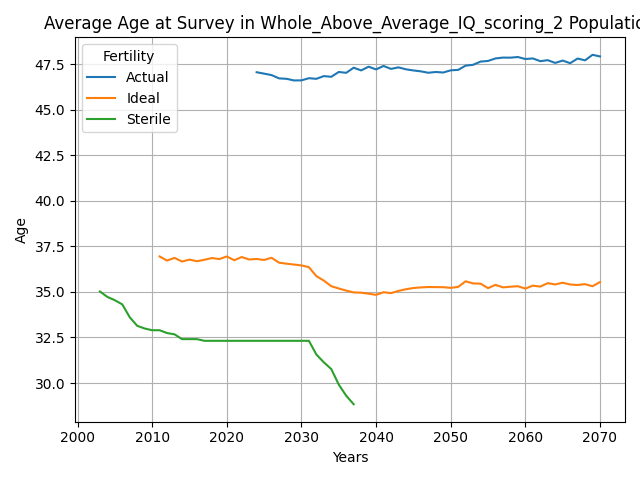 Average Age at Survey in Whole_Above_Average_IQ_scoring_2 Populatio
Fertility
Actual
Ideal
Sterile
47.5
45.0
42.5
40.0
37.5
35.0
32.5
30.0
Age
2000 2010 2020 2030 2040 2050 2060 2070
Years